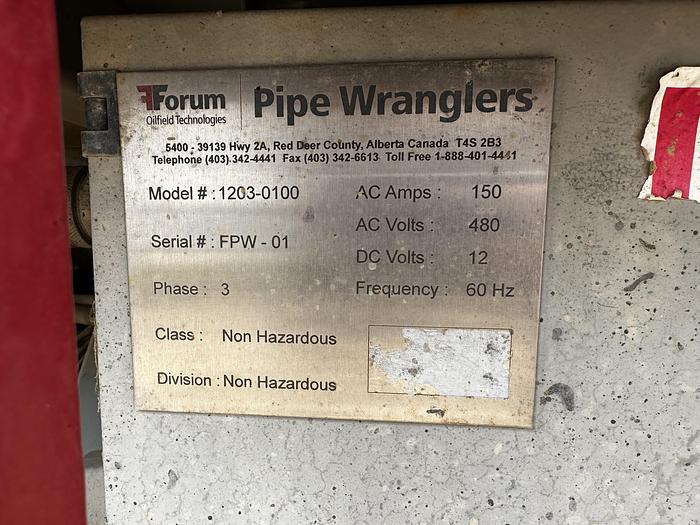 Forum
Oilfield Technologies
Pipe Wranglers
5400 - 39139 Hwy 2A, Red Deer County, Alberta Canada T4S 2B3
Telephone (403) 342-4441 Fax (403) 342-6613 Toll Free 1-888-401-4441
Model # : 1203-0100
AC Amps : 150
AC Volts : 480
Serial # : FPW - 01
DC Volts : 12
Phase : 3
Frequency : 60 Hz
Class : Non Hazardous
Division : Non Hazardous